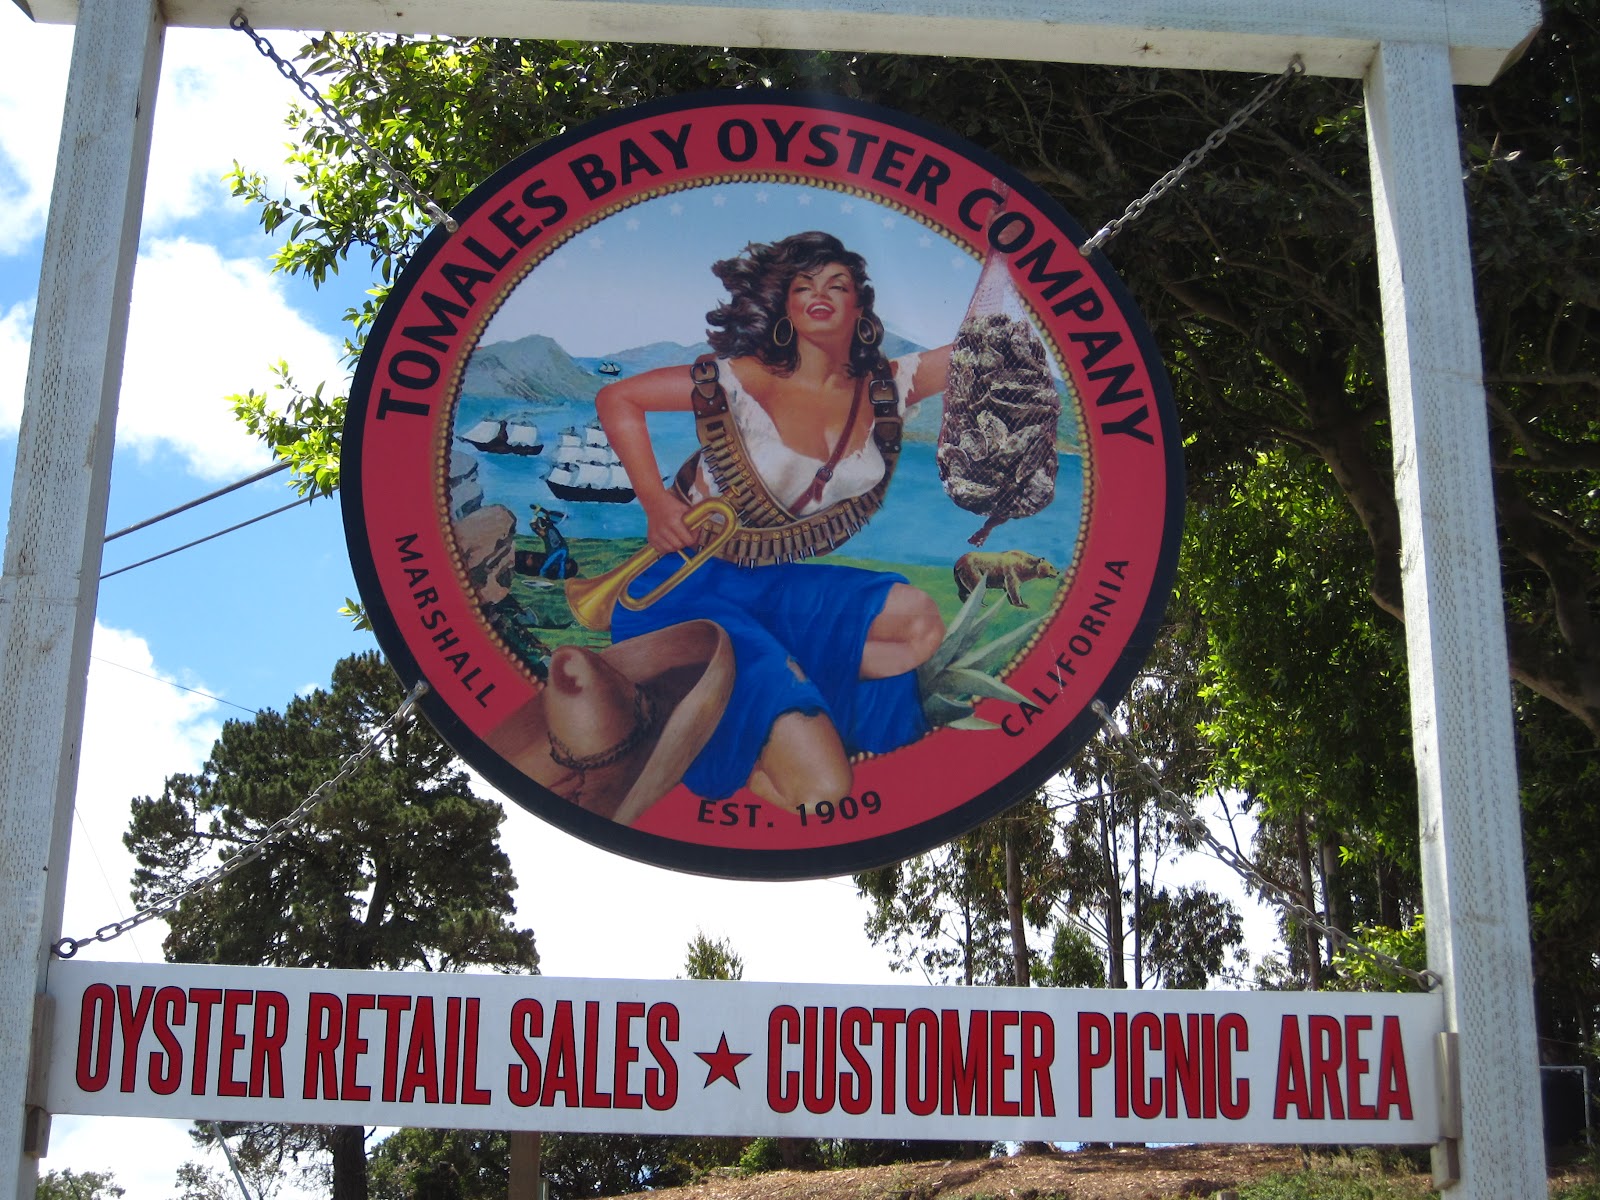 TOMALES BAY OYSTER COMPANY
MARSHALL
CALIFORNIA
EST. 1909
OYSTER RETAIL SALES ★ CUSTOMER PICNIC AREA